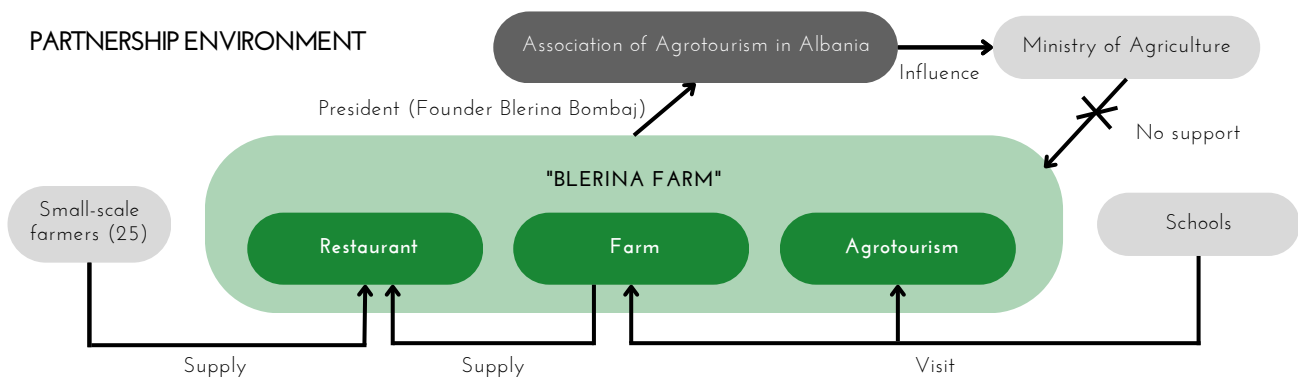 PARTNERSHIP ENVIRONMENT
Association of Agrotourism in Albania
Ministry of Agriculture
Influence
President (Founder Blerina Bombaj)
No support
"BLERINA FARM"
Small-scale
farmers (25)
Restaurant
Farm
Agrotourism
Schools
Supply
Supply
Visit